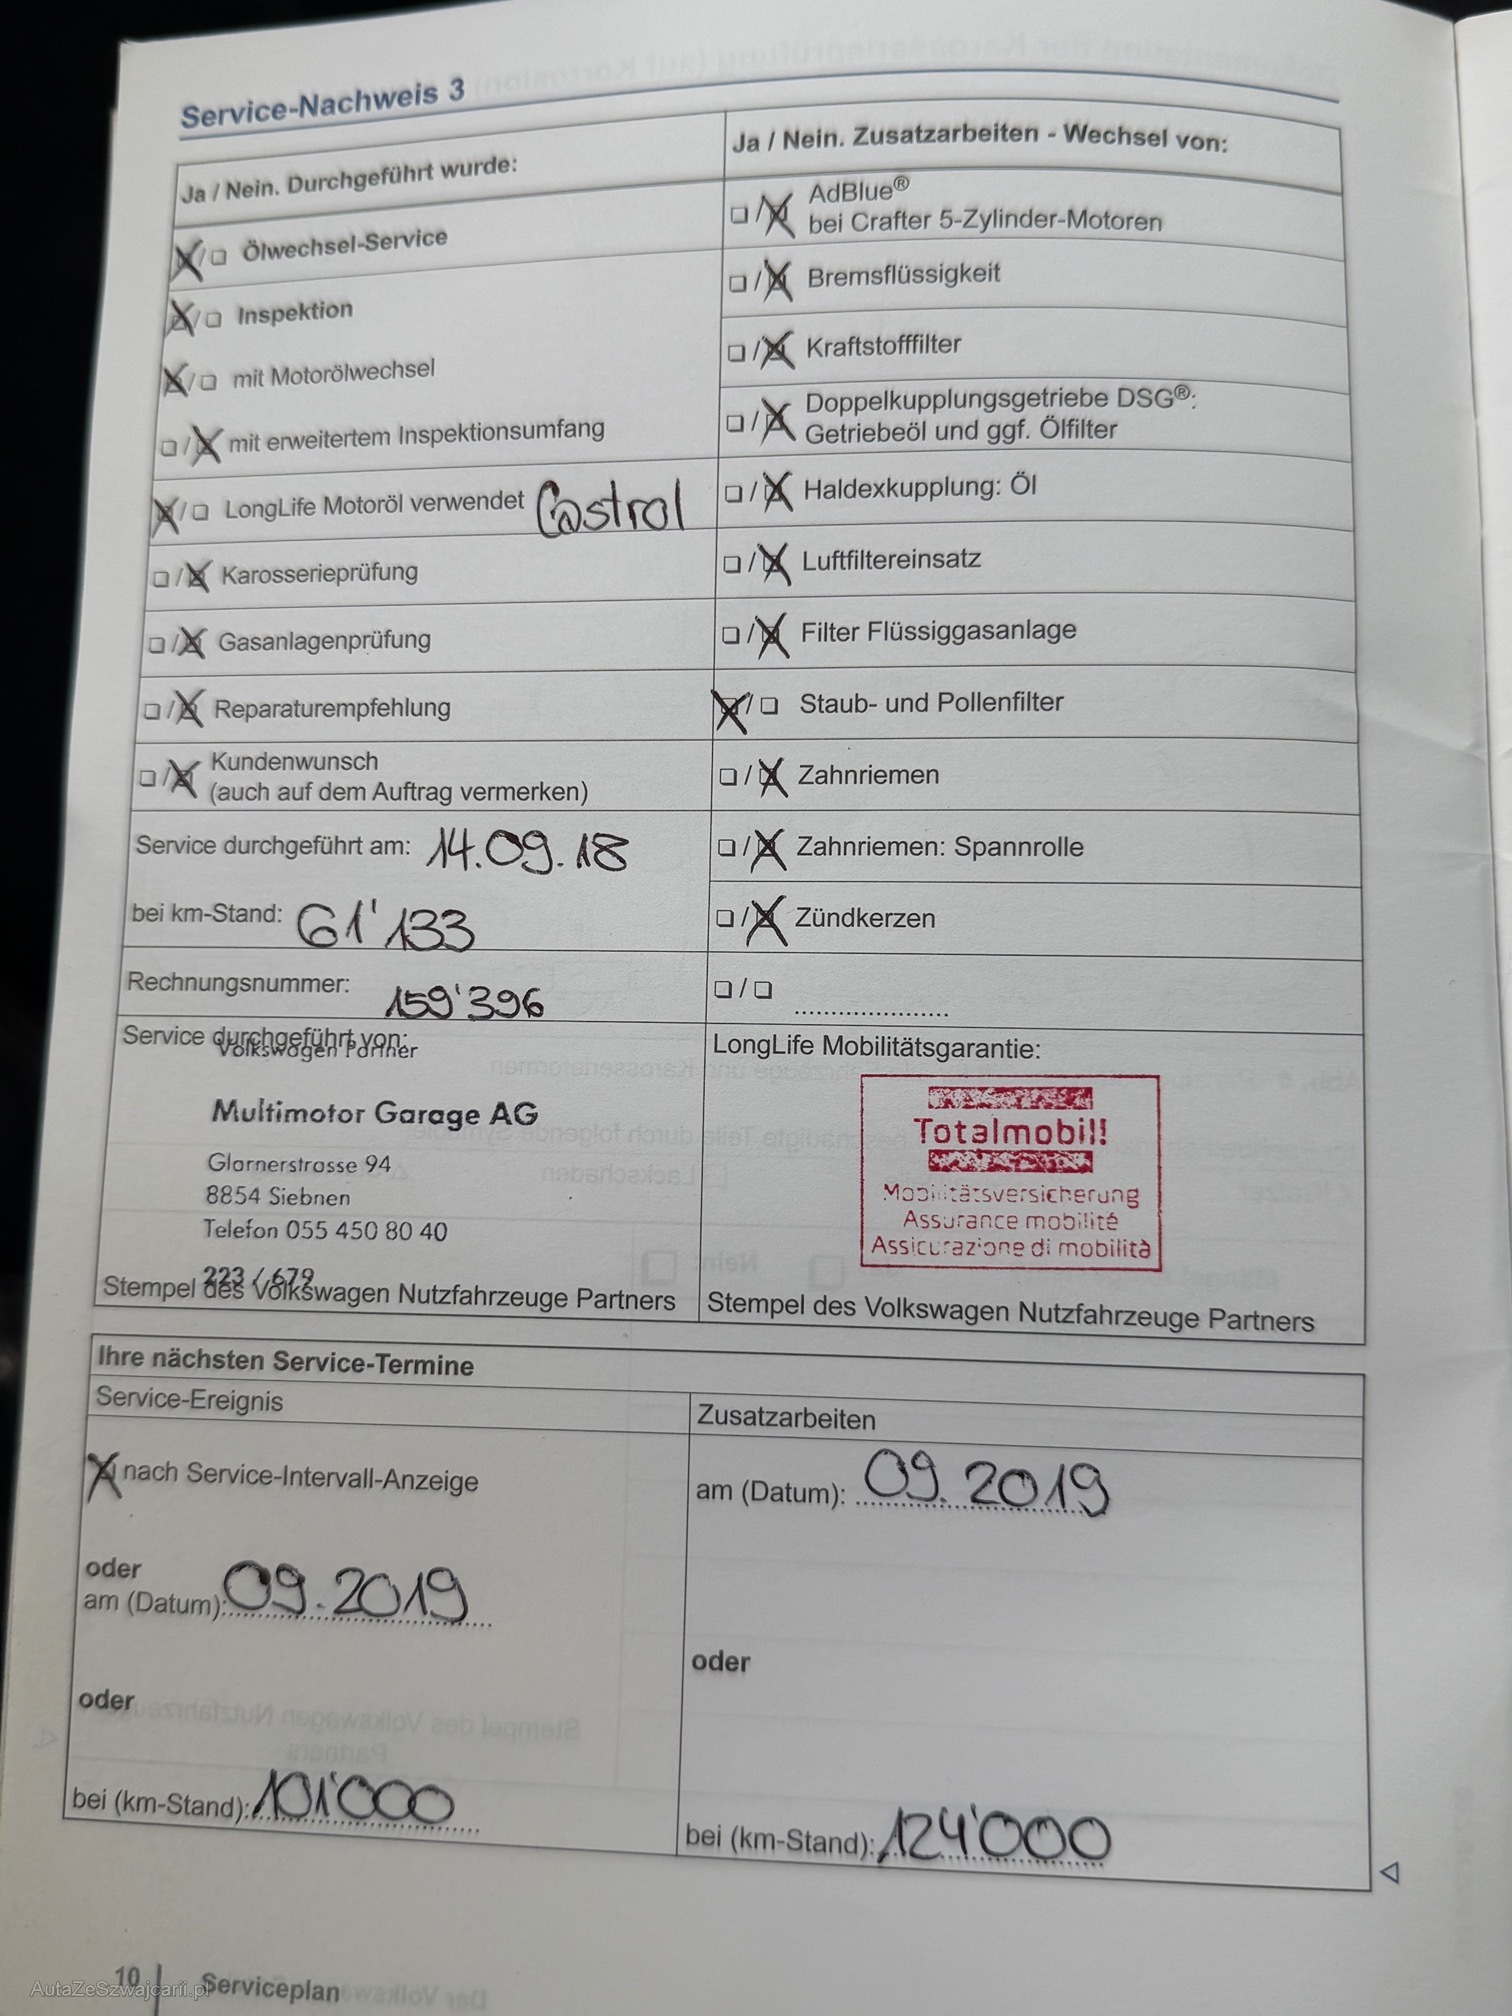 Service-Nachweis 3
Ja / Nein. Durchgeführt wurde:
Ölwechsel-Service
Inspektion
mit Motorölwechsel
mit erweitertem Inspektionsumfang
LongLife Motoröl verwendet Castrol
Karosserieprüfung
Gasanlagenprüfung
Reparaturempfehlung
Kundenwunsch
(auch auf dem Auftrag vermerken)
Service durchgeführt am: 14.09.18
bei km-Stand: 61'133
Rechnungsnummer: 159'396
Service durchgeführt von:
Volkswagen Partner
Multimotor Garage AG
Glarnerstrasse 94
8854 Siebnen
Telefon 055 450 80 40
223 / 679
Stempel des Volkswagen Nutzfahrzeuge Partners
Ja / Nein. Zusatzarbeiten - Wechsel von:
AdBlue®
bei Crafter 5-Zylinder-Motoren
Bremsflüssigkeit
Kraftstofffilter
Doppelkupplungsgetriebe DSG®:
Getriebeöl und ggf. Ölfilter
Haldexkupplung: Öl
Luftfiltereinsatz
Filter Flüssiggasanlage
Staub- und Pollenfilter
Zahnriemen
Zahnriemen: Spannrolle
Zündkerzen
LongLife Mobilitätsgarantie:
Totalmobil!
Mobilitätsversicherung
Assurance mobilité
Assicurazione di mobilità
Stempel des Volkswagen Nutzfahrzeuge Partners
Ihre nächsten Service-Termine
Service-Ereignis
nach Service-Intervall-Anzeige
oder
am (Datum): 09.2019
oder
bei (km-Stand): 101'000
Zusatzarbeiten
am (Datum): 09.2019
oder
bei (km-Stand): 124'000
10 Serviceplan
AutaZeSzwajcarii.pl